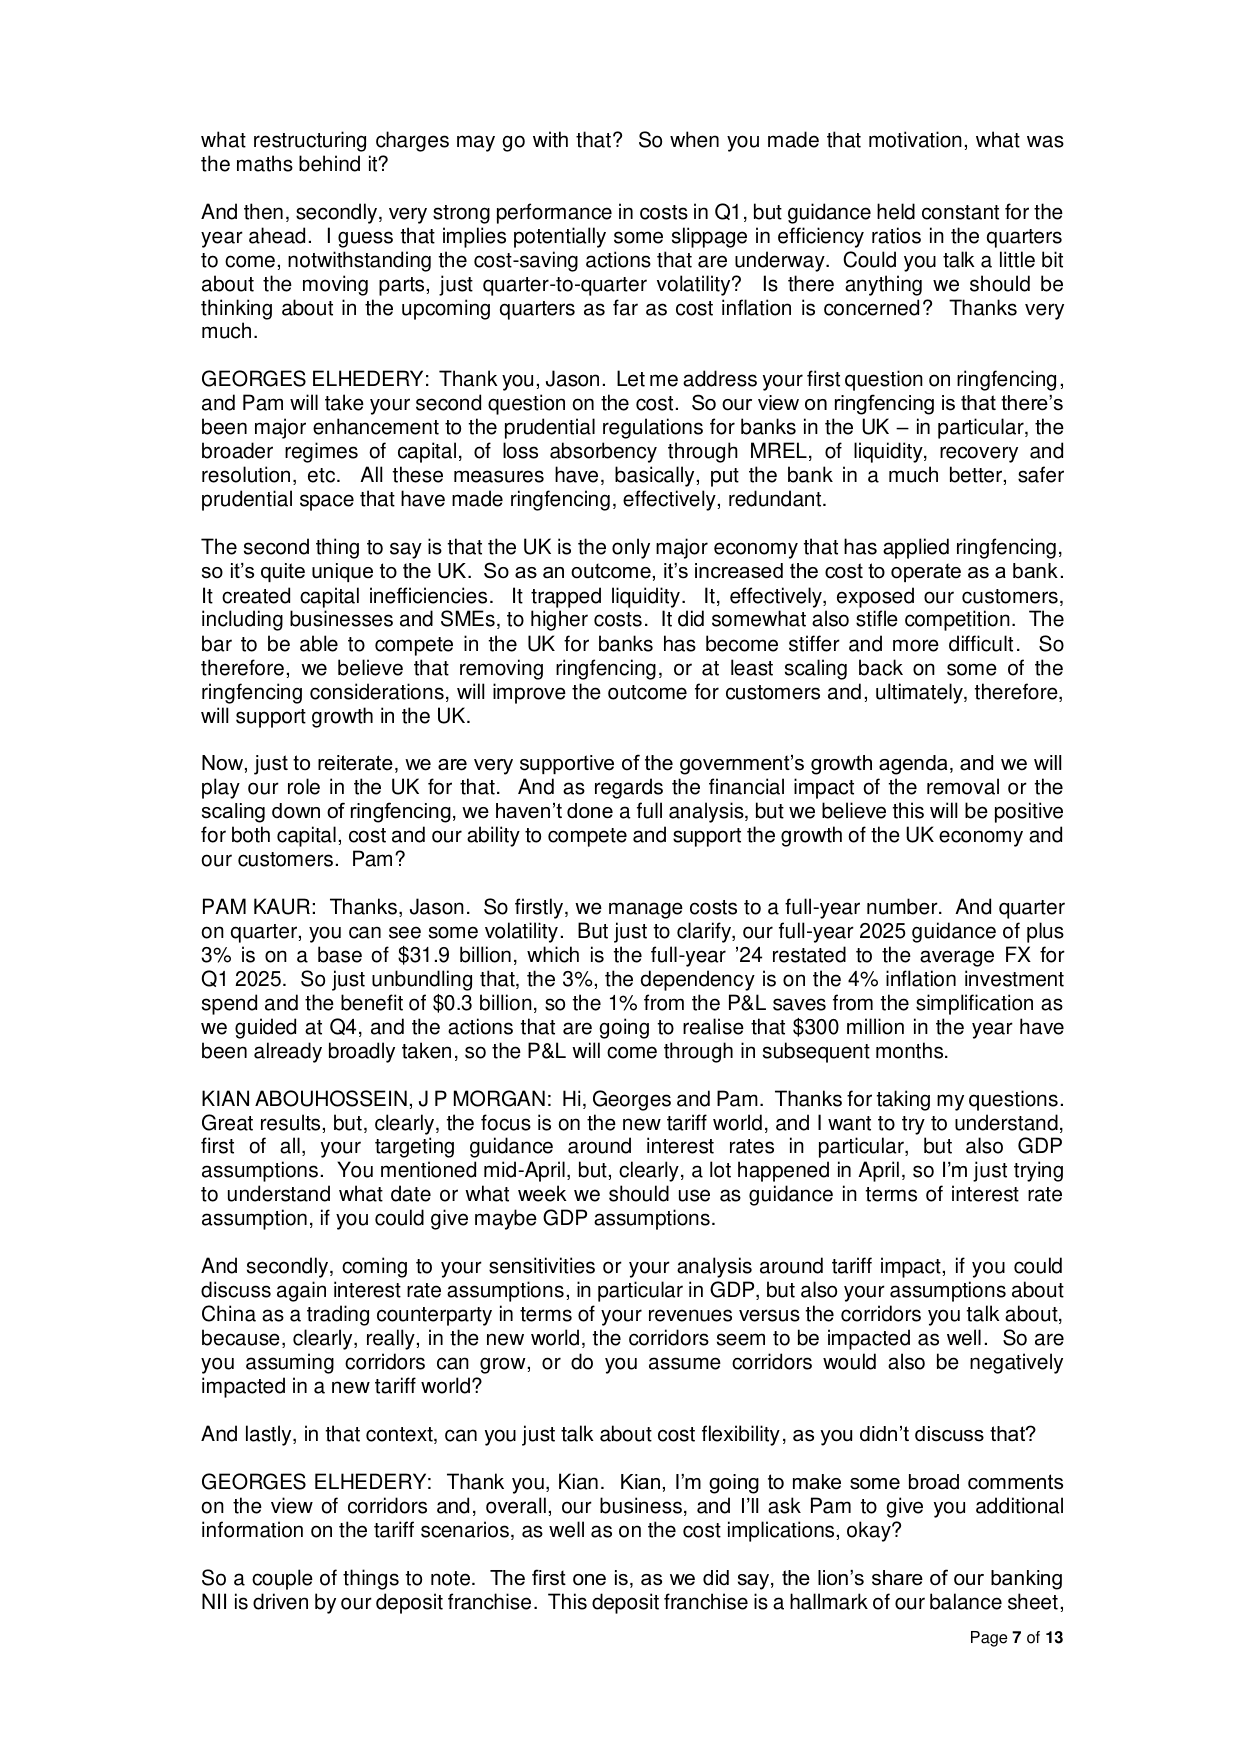 what restructuring charges may go with that?  So when you made that motivation, what was
the maths behind it?
And then, secondly, very strong performance in costs in Q1, but guidance held constant for the
year ahead.  I guess that implies potentially some slippage in efficiency ratios in the quarters
to come, notwithstanding the cost-saving actions that are underway.  Could you talk a little bit
about the moving parts, just quarter-to-quarter volatility?  Is there anything we should be
thinking about in the upcoming quarters as far as cost inflation is concerned?  Thanks very
much.
GEORGES ELHEDERY:  Thank you, Jason.  Let me address your first question on ringfencing,
and Pam will take your second question on the cost.  So our view on ringfencing is that there's
been major enhancement to the prudential regulations for banks in the UK – in particular, the
broader regimes of capital, of loss absorbency through MREL, of liquidity, recovery and
resolution, etc.  All these measures have, basically, put the bank in a much better, safer
prudential space that have made ringfencing, effectively, redundant.
The second thing to say is that the UK is the only major economy that has applied ringfencing,
so it's quite unique to the UK.  So as an outcome, it's increased the cost to operate as a bank.
It created capital inefficiencies.  It trapped liquidity.  It, effectively, exposed our customers,
including businesses and SMEs, to higher costs.  It did somewhat also stifle competition.  The
bar to be able to compete in the UK for banks has become stiffer and more difficult.  So
therefore, we believe that removing ringfencing, or at least scaling back on some of the
ringfencing considerations, will improve the outcome for customers and, ultimately, therefore,
will support growth in the UK.
Now, just to reiterate, we are very supportive of the government's growth agenda, and we will
play our role in the UK for that.  And as regards the financial impact of the removal or the
scaling down of ringfencing, we haven't done a full analysis, but we believe this will be positive
for both capital, cost and our ability to compete and support the growth of the UK economy and
our customers.  Pam?
PAM KAUR:  Thanks, Jason.  So firstly, we manage costs to a full-year number.  And quarter
on quarter, you can see some volatility.  But just to clarify, our full-year 2025 guidance of plus
3% is on a base of $31.9 billion, which is the full-year '24 restated to the average FX for
Q1 2025.  So just unbundling that, the 3%, the dependency is on the 4% inflation investment
spend and the benefit of $0.3 billion, so the 1% from the P&L saves from the simplification as
we guided at Q4, and the actions that are going to realise that $300 million in the year have
been already broadly taken, so the P&L will come through in subsequent months.
KIAN ABOUHOSSEIN, J P MORGAN:  Hi, Georges and Pam.  Thanks for taking my questions.
Great results, but, clearly, the focus is on the new tariff world, and I want to try to understand,
first of all, your targeting guidance around interest rates in particular, but also GDP
assumptions.  You mentioned mid-April, but, clearly, a lot happened in April, so I'm just trying
to understand what date or what week we should use as guidance in terms of interest rate
assumption, if you could give maybe GDP assumptions.
And secondly, coming to your sensitivities or your analysis around tariff impact, if you could
discuss again interest rate assumptions, in particular in GDP, but also your assumptions about
China as a trading counterparty in terms of your revenues versus the corridors you talk about,
because, clearly, really, in the new world, the corridors seem to be impacted as well.  So are
you assuming corridors can grow, or do you assume corridors would also be negatively
impacted in a new tariff world?
And lastly, in that context, can you just talk about cost flexibility, as you didn't discuss that?
GEORGES ELHEDERY:  Thank you, Kian.  Kian, I'm going to make some broad comments
on the view of corridors and, overall, our business, and I'll ask Pam to give you additional
information on the tariff scenarios, as well as on the cost implications, okay?
So a couple of things to note.  The first one is, as we did say, the lion's share of our banking
NII is driven by our deposit franchise.  This deposit franchise is a hallmark of our balance sheet,
Page 7 of 13